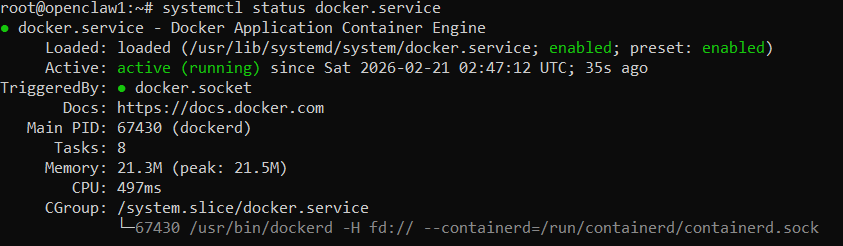 root@openclaw1:~# systemctl status docker.service
● docker.service - Docker Application Container Engine
     Loaded: loaded (/usr/lib/systemd/system/docker.service; enabled; preset: enabled)
     Active: active (running) since Sat 2026-02-21 02:47:12 UTC; 35s ago
TriggeredBy: ● docker.socket
       Docs: https://docs.docker.com
   Main PID: 67430 (dockerd)
      Tasks: 8
     Memory: 21.3M (peak: 21.5M)
        CPU: 497ms
     CGroup: /system.slice/docker.service
             └─67430 /usr/bin/dockerd -H fd:// --containerd=/run/containerd/containerd.sock